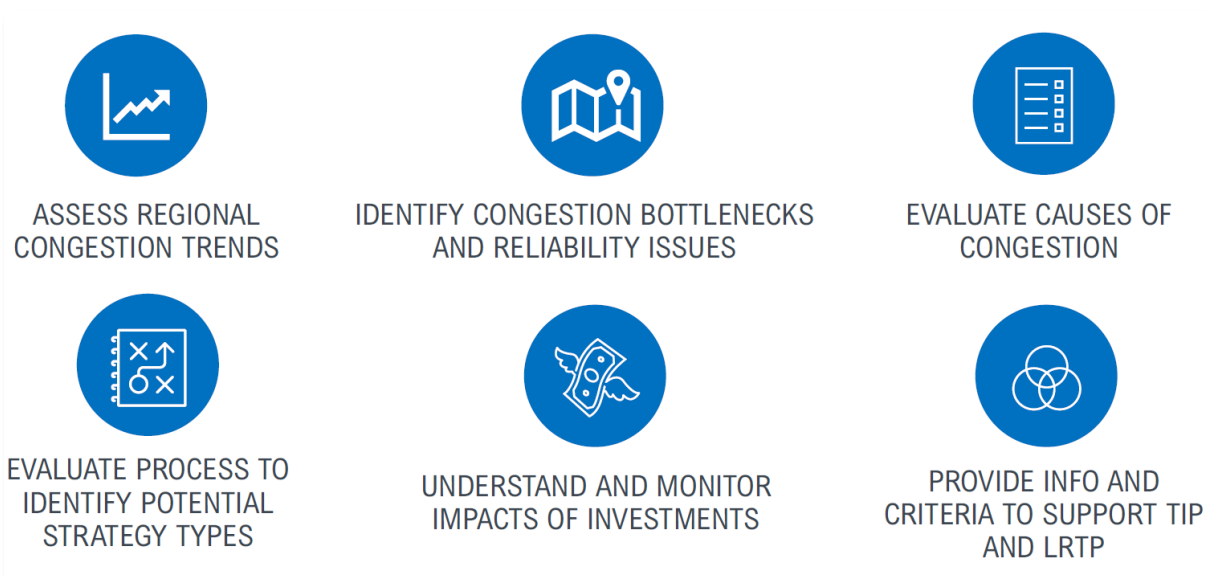 ASSESS REGIONAL
CONGESTION TRENDS
IDENTIFY CONGESTION BOTTLENECKS
AND RELIABILITY ISSUES
EVALUATE CAUSES OF
CONGESTION
EVALUATE PROCESS TO
IDENTIFY POTENTIAL
STRATEGY TYPES
UNDERSTAND AND MONITOR
IMPACTS OF INVESTMENTS
PROVIDE INFO AND
CRITERIA TO SUPPORT TIP
AND LRTP